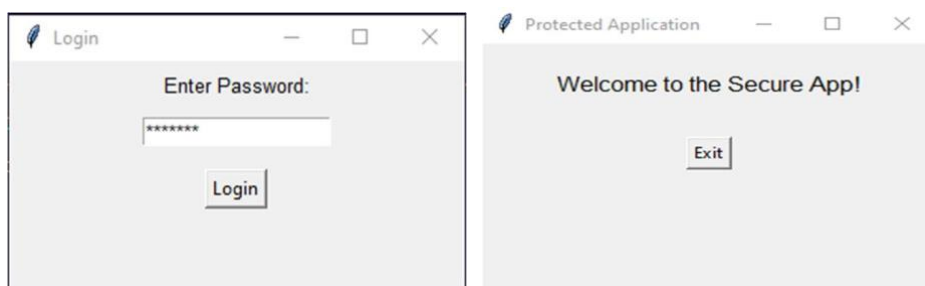 Login
Enter Password:
*******
Login
Protected Application
Welcome to the Secure App!
Exit